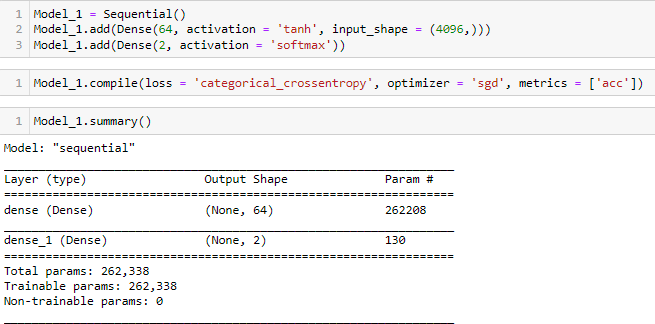 1 Model_1 = Sequential()
2 Model_1.add(Dense(64, activation = 'tanh', input_shape = (4096,)))
3 Model_1.add(Dense(2, activation = 'softmax'))
1 Model_1.compile(loss = 'categorical_crossentropy', optimizer = 'sgd', metrics = ['acc'])
1 Model_1.summary()
Model: "sequential"
Layer (type) Output Shape Param #
dense (Dense) (None, 64) 262208
dense_1 (Dense) (None, 2) 130
Total params: 262,338
Trainable params: 262,338
Non-trainable params: 0